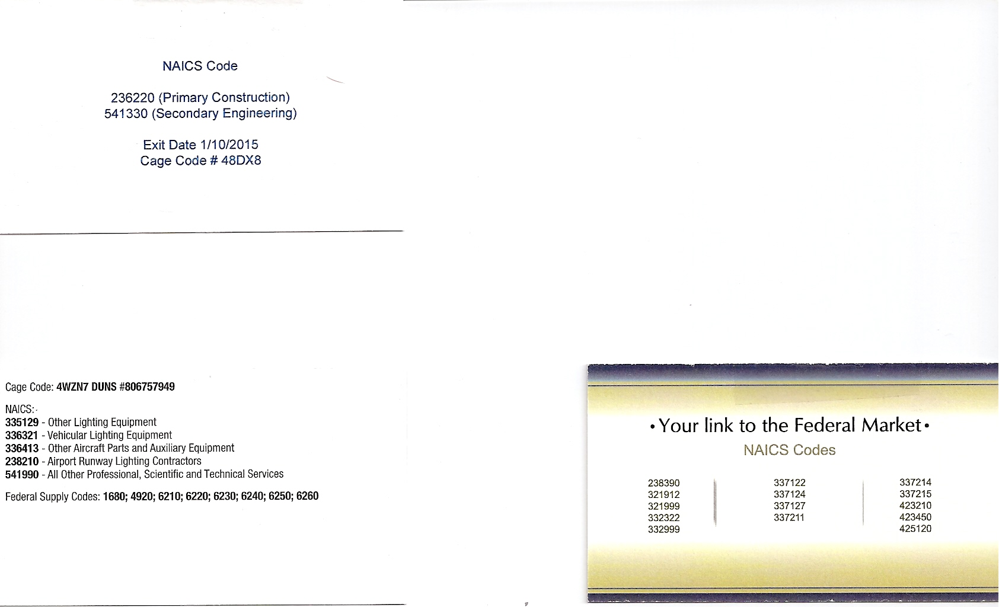 NAICS Code
236220 (Primary Construction)
541330 (Secondary Engineering)
Exit Date 1/10/2015
Cage Code # 48DX8
Cage Code: 4WZN7 DUNS #806757949
NAICS:
335129 - Other Lighting Equipment
336321 - Vehicular Lighting Equipment
336413 - Other Aircraft Parts and Auxiliary Equipment
238210 - Airport Runway Lighting Contractors
541990 - All Other Professional, Scientific and Technical Services
Federal Supply Codes: 1680; 4920; 6210; 6220; 6230; 6240; 6250; 6260
•Your link to the Federal Market•
NAICS Codes
238390
321912
321999
332322
332999
337122
337124
337127
337211
337214
337215
423210
423450
425120